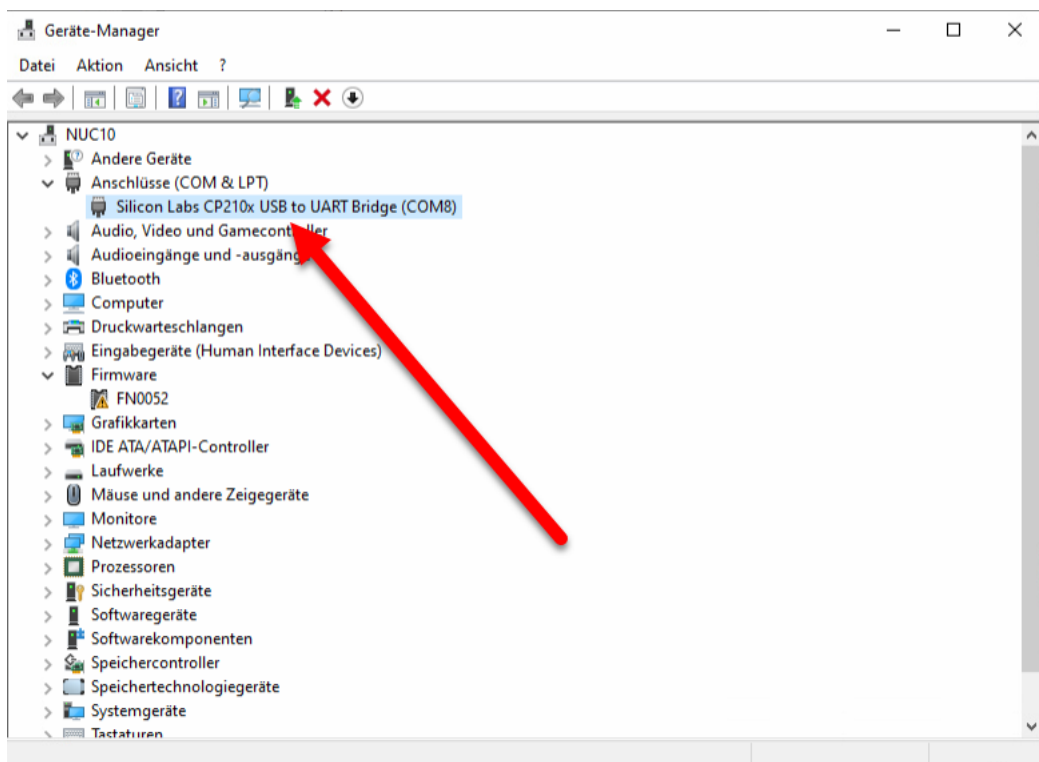 Geräte-Manager
Datei Aktion Ansicht ?
NUC10
Andere Geräte
Anschlüsse (COM & LPT)
Silicon Labs CP210x USB to UART Bridge (COM8)
Audio, Video und Gamecontroller
Audioeingänge und -ausgänge
Bluetooth
Computer
Druckwarteschlangen
Eingabegeräte (Human Interface Devices)
Firmware
FN0052
Grafikkarten
IDE ATA/ATAPI-Controller
Laufwerke
Mäuse und andere Zeigegeräte
Monitore
Netzwerkadapter
Prozessoren
Sicherheitsgeräte
Softwaregeräte
Softwarekomponenten
Speichercontroller
Speichertechnologiegeräte
Systemgeräte
Tastaturen